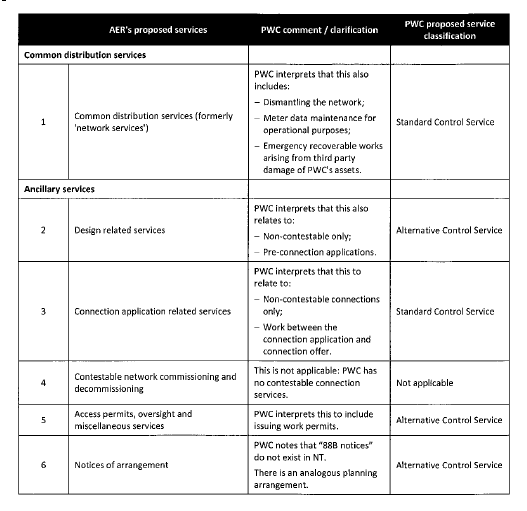 AER's proposed services
PWC comment / clarification
PWC proposed service
classification
Common distribution services
1
Common distribution services (formerly
'network services')
PWC interprets that this also
includes:
– Dismantling the network;
– Meter data maintenance for
operational purposes;
– Emergency recoverable works
arising from third party
damage of PWC's assets.
Standard Control Service
Ancillary services
2
Design related services
PWC interprets that this also
relates to:
– Non-contestable only;
– Pre-connection applications.
Alternative Control Service
3
Connection application related services
PWC interprets that this to
relate to:
– Non-contestable connections
only;
– Work between the
connection application and
connection offer.
Standard Control Service
4
Contestable network commissioning and
decommissioning
This is not applicable: PWC has
no contestable connection
services.
Not applicable
5
Access permits, oversight and
miscellaneous services
PWC interprets this to include
issuing work permits.
Alternative Control Service
6
Notices of arrangement
PWC notes that "88B notices"
do not exist in NT.
There is an analogous planning
arrangement.
Alternative Control Service